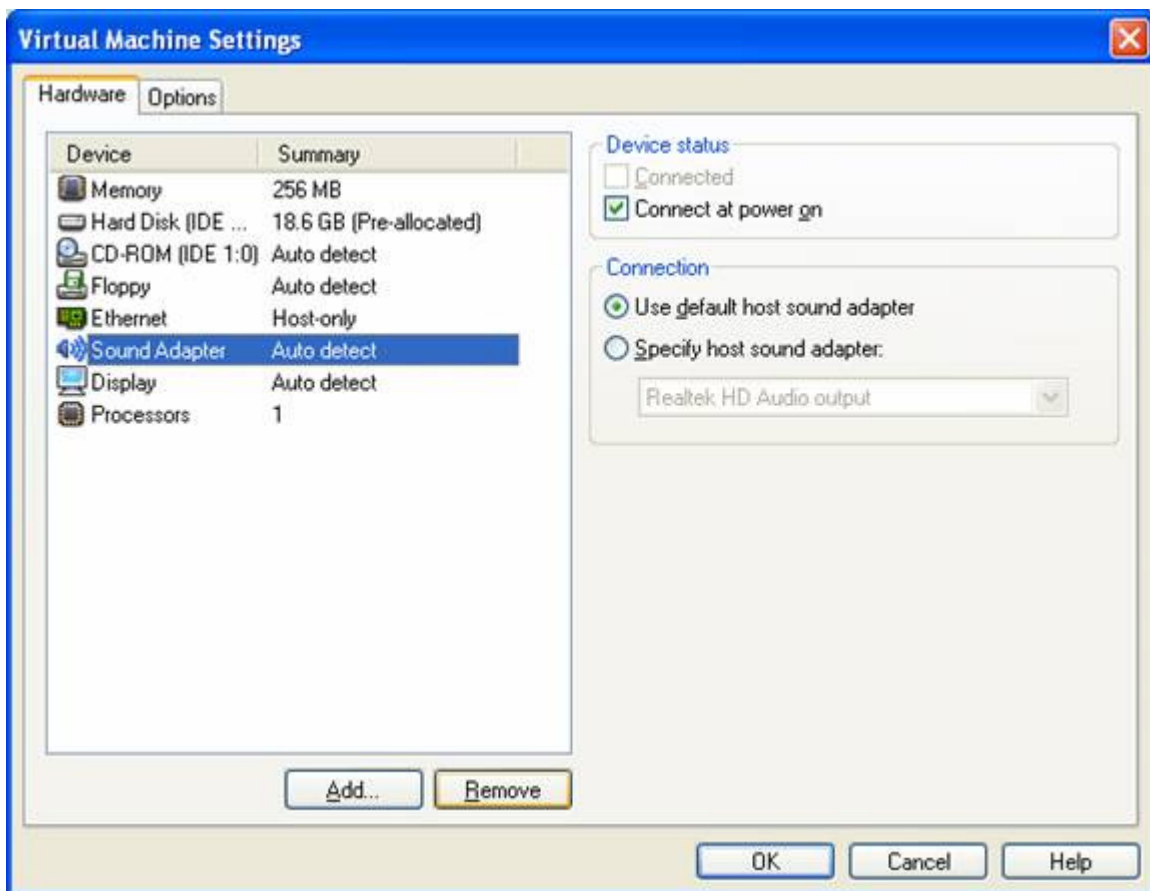 Virtual Machine Settings
Hardware Options
Device Summary
Memory 256 MB
Hard Disk (IDE ... 18.6 GB (Pre-allocated)
CD-ROM (IDE 1:0) Auto detect
Floppy Auto detect
Ethernet Host-only
Sound Adapter Auto detect
Display Auto detect
Processors 1
Add... Remove
Device status
Connected
Connect at power on
Connection
Use default host sound adapter
Specify host sound adapter:
Realtek HD Audio output
OK Cancel Help